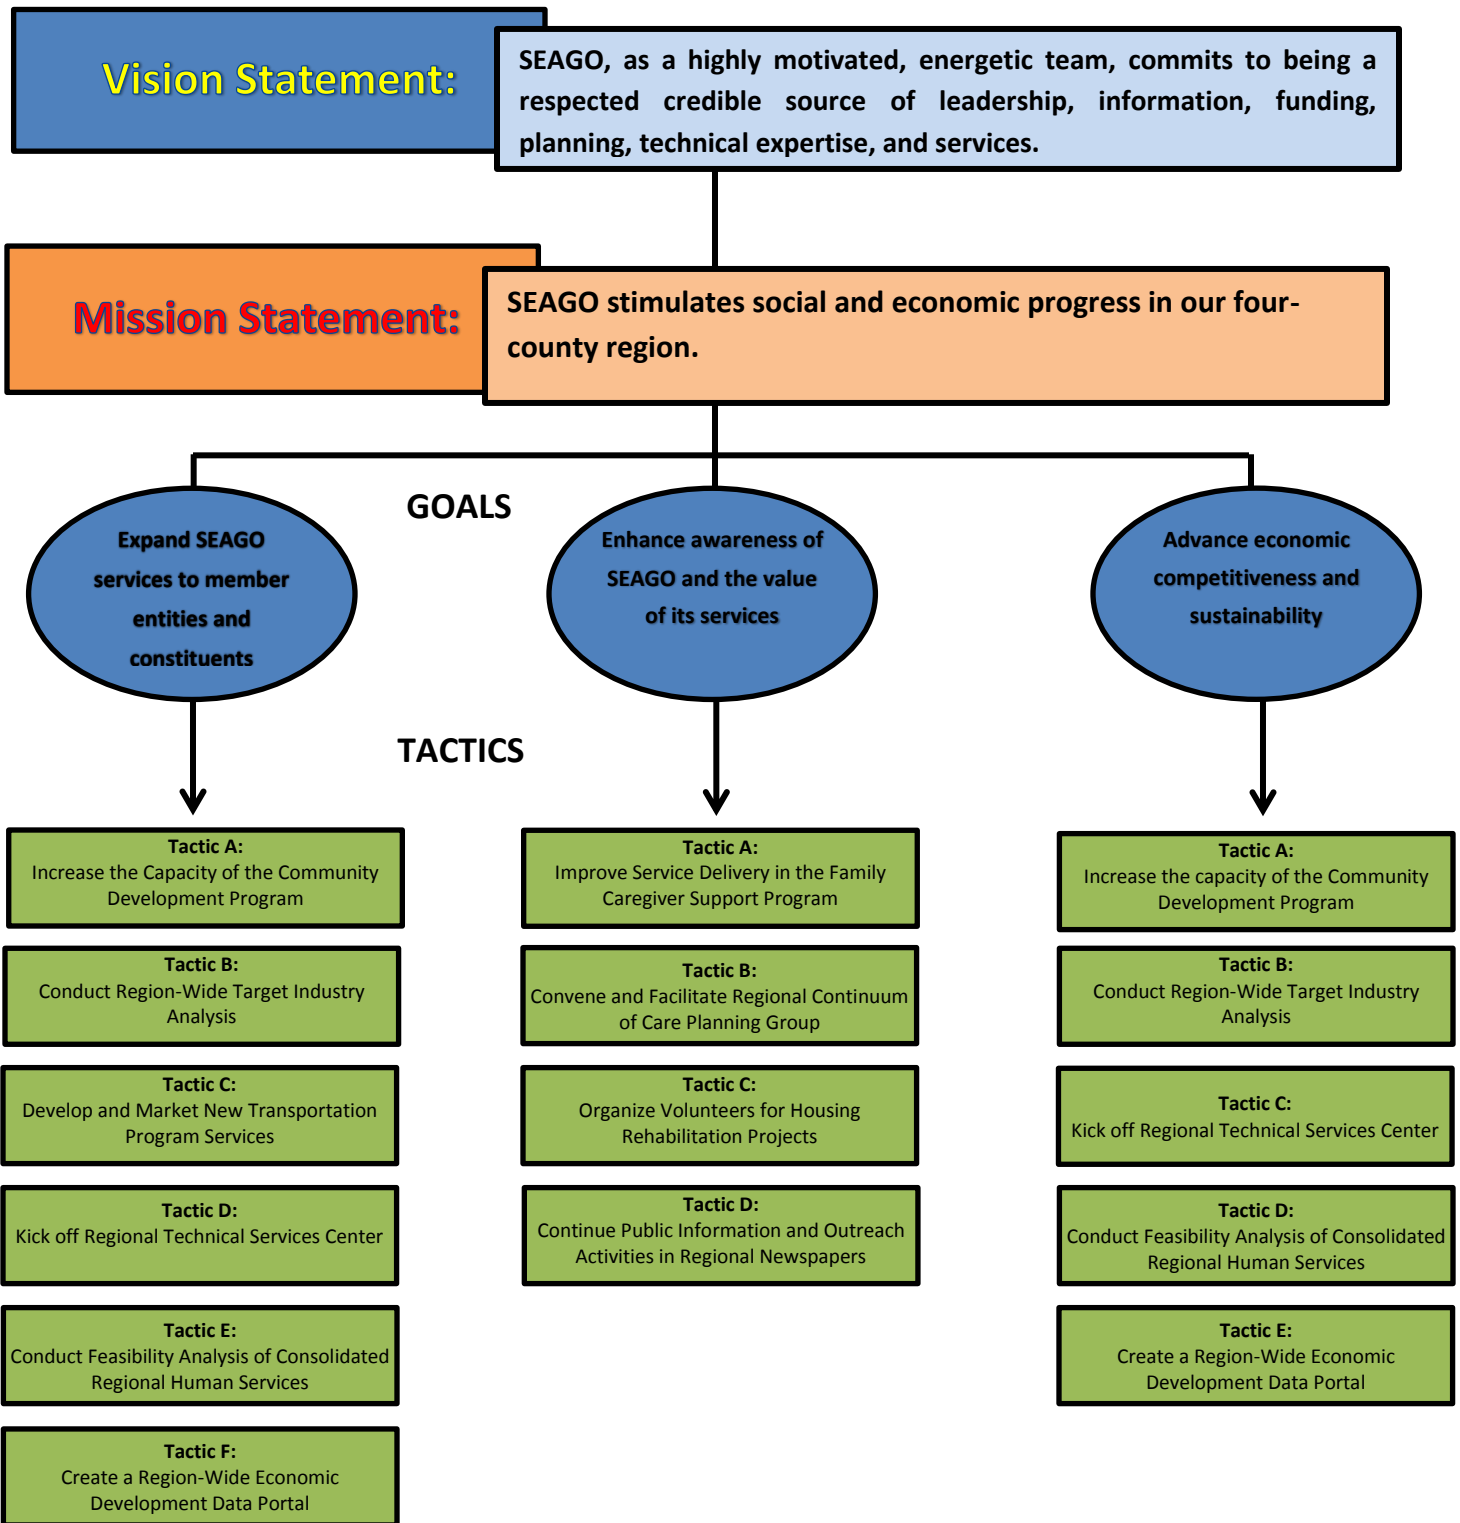 Vision Statement:
SEAGO, as a highly motivated, energetic team, commits to being a
respected credible source of leadership, information, funding,
planning, technical expertise, and services.
Mission Statement:
SEAGO stimulates social and economic progress in our four-
county region.
GOALS
Expand SEAGO
services to member
entities and
constituents
Enhance awareness of
SEAGO and the value
of its services
Advance economic
competitiveness and
sustainability
TACTICS
Tactic A:
Increase the Capacity of the Community
Development Program
Tactic B:
Conduct Region-Wide Target Industry
Analysis
Tactic C:
Develop and Market New Transportation
Program Services
Tactic D:
Kick off Regional Technical Services Center
Tactic E:
Conduct Feasibility Analysis of Consolidated
Regional Human Services
Tactic F:
Create a Region-Wide Economic
Development Data Portal
Tactic A:
Improve Service Delivery in the Family
Caregiver Support Program
Tactic B:
Convene and Facilitate Regional Continuum
of Care Planning Group
Tactic C:
Organize Volunteers for Housing
Rehabilitation Projects
Tactic D:
Continue Public Information and Outreach
Activities in Regional Newspapers
Tactic A:
Increase the capacity of the Community
Development Program
Tactic B:
Conduct Region-Wide Target Industry
Analysis
Tactic C:
Kick off Regional Technical Services Center
Tactic D:
Conduct Feasibility Analysis of Consolidated
Regional Human Services
Tactic E:
Create a Region-Wide Economic
Development Data Portal